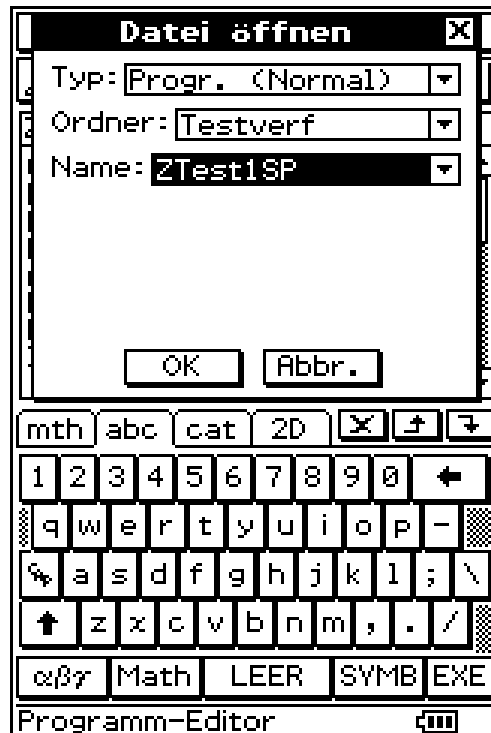 Datei öffnen
Typ: Progr. (Normal)
Ordner: Testverf
Name: ZTest1SP
OK Abbr.
mth abc cat 2D
1 2 3 4 5 6 7 8 9 0
q w e r t y u i o p -
a s d f g h j k l ; \
z x c v b n m , . /
αβγ Math LEER SYMB EXE
Programm-Editor